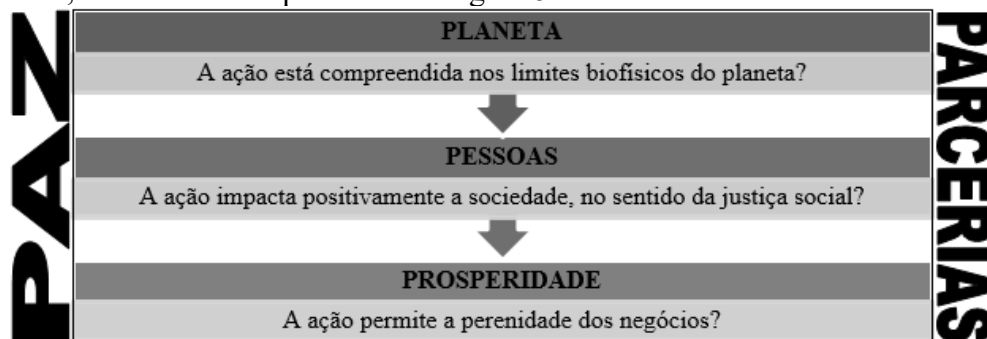 PAZ
PLANETA
A ação está compreendida nos limites biofísicos do planeta?
PESSOAS
A ação impacta positivamente a sociedade, no sentido da justiça social?
PROSPERIDADE
A ação permite a perenidade dos negócios?
PARCERIAS